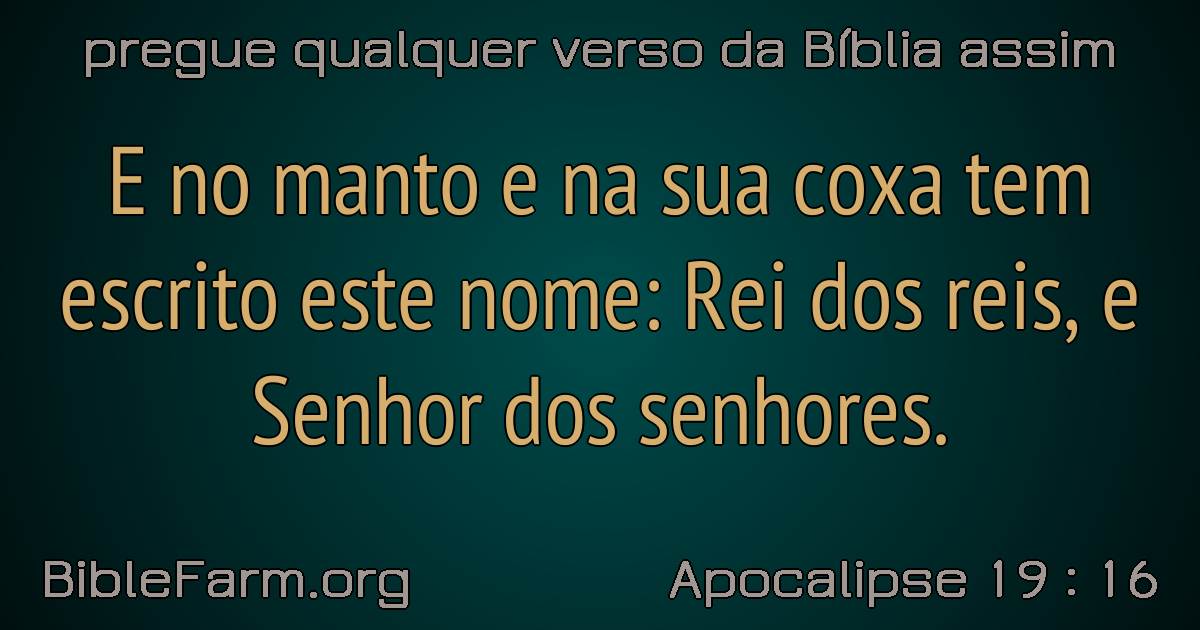 pregue qualquer verso da Bíblia assim
E no manto e na sua coxa tem
escrito este nome: Rei dos reis, e
Senhor dos senhores.
BibleFarm.org
Apocalipse 19 : 16